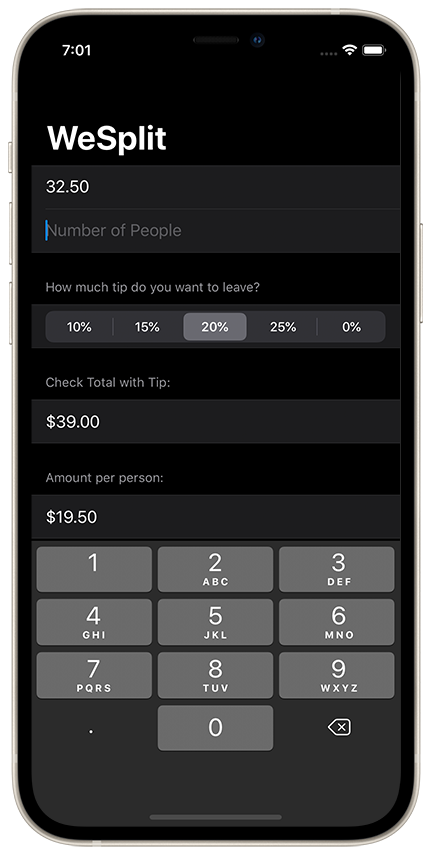 7:01
WeSplit
32.50
Number of People
How much tip do you want to leave?
10% 15% 20% 25% 0%
Check Total with Tip:
$39.00
Amount per person:
$19.50
1 2 3
ABC DEF
4 5 6
GHI JKL MNO
7 8 9
PQRS TUV WXYZ
. 0